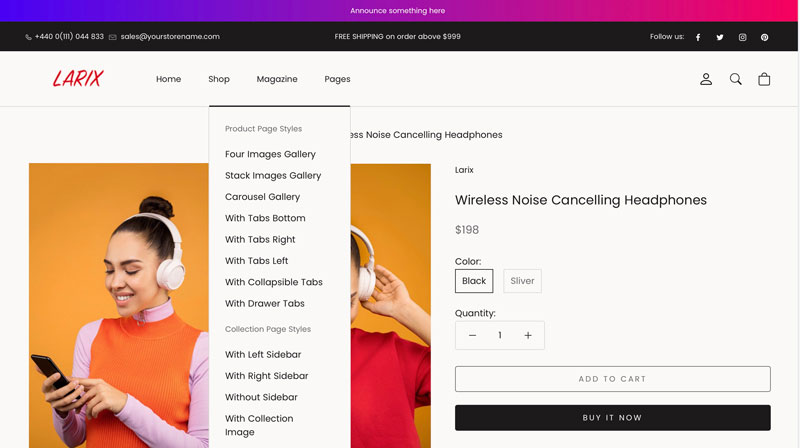 Announce something here
+440 0(111) 044 833 sales@yourstorename.com FREE SHIPPING on order above $999 Follow us:
LARIX Home Shop Magazine Pages
Product Page Styles
Four Images Gallery
Stack Images Gallery
Carousel Gallery
With Tabs Bottom
With Tabs Right
With Tabs Left
With Collapsible Tabs
With Drawer Tabs
Collection Page Styles
With Left Sidebar
With Right Sidebar
Without Sidebar
With Collection
Image
Noise Cancelling Headphones
Larix
Wireless Noise Cancelling Headphones
$198
Color:
Black Sliver
Quantity:
− 1 +
ADD TO CART
BUY IT NOW